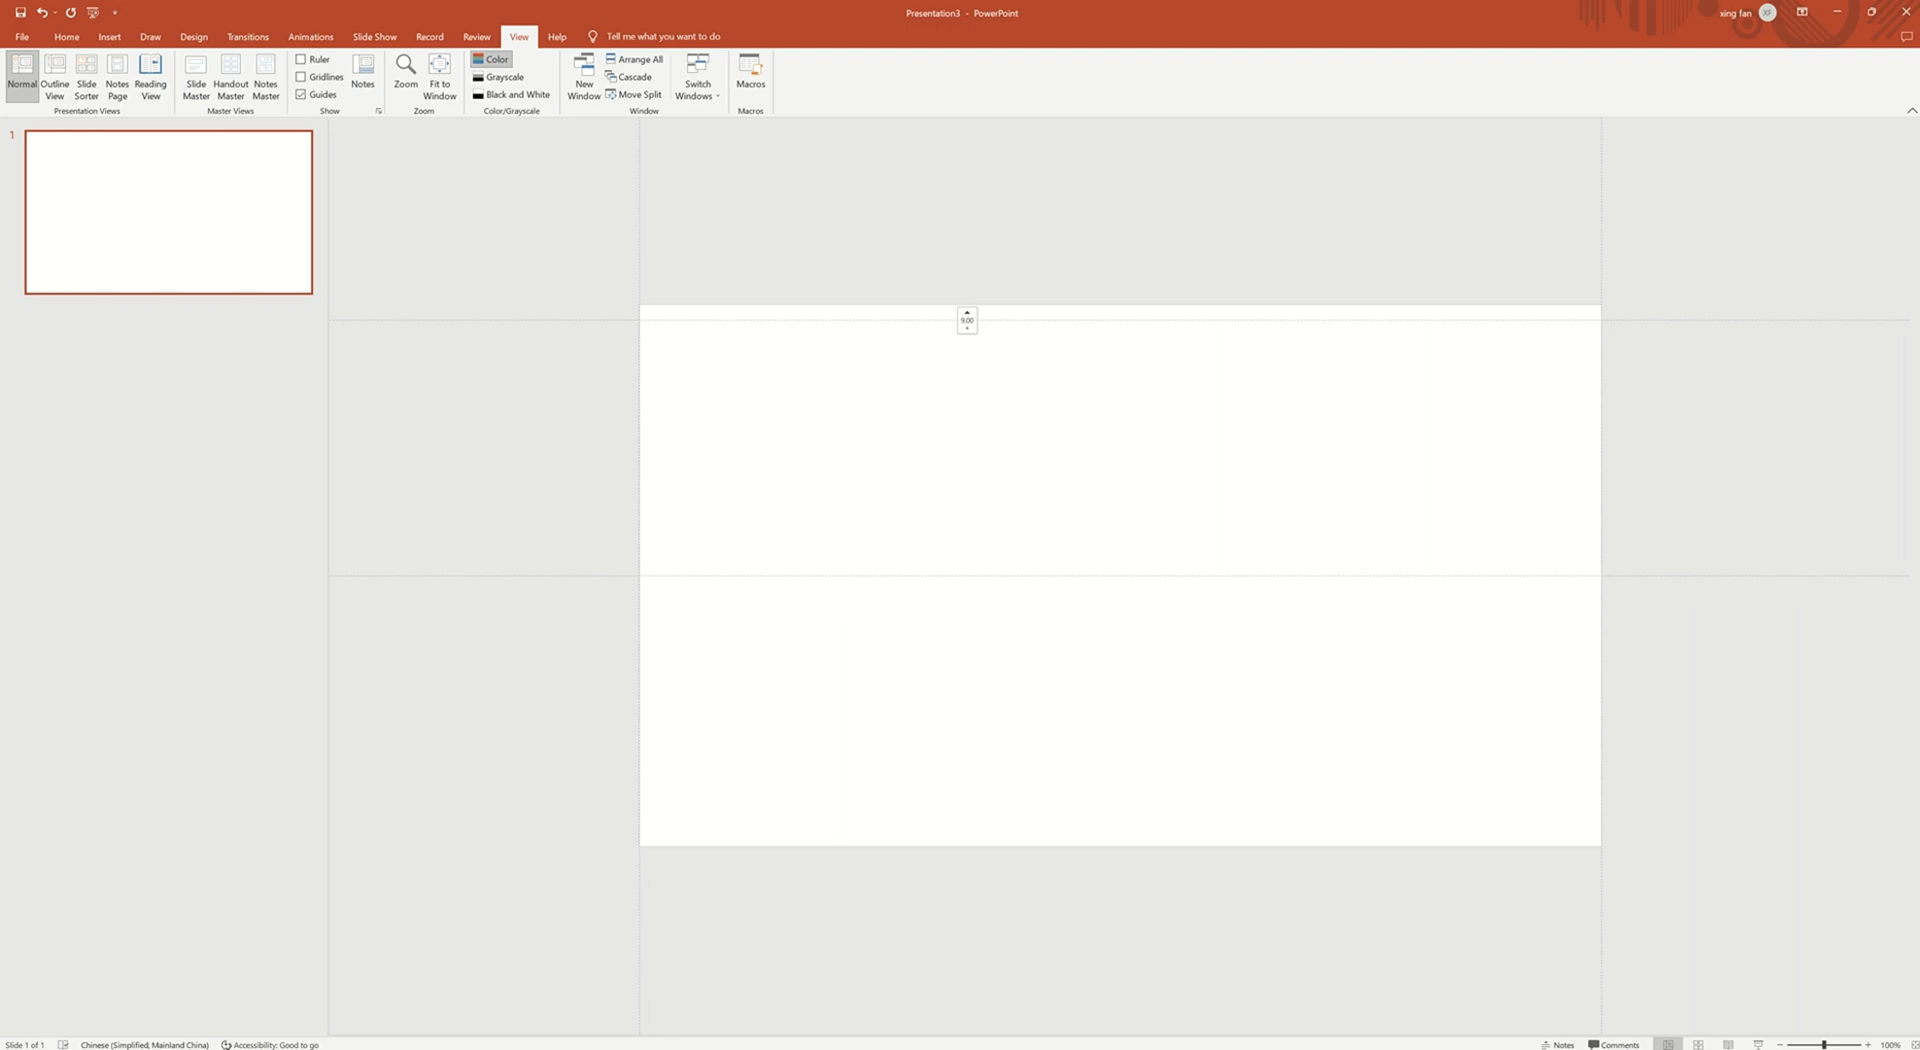 Presentation3 - PowerPoint
xing fan XF
File Home Insert Draw Design Transitions Animations Slide Show Record Review View Help Tell me what you want to do
Normal
Outline View
Slide Sorter
Notes Page
Reading View
Presentation Views
Slide Master
Handout Master
Notes Master
Master Views
Ruler
Gridlines
Guides
Notes
Show
Zoom
Fit to Window
Zoom
Color
Grayscale
Black and White
Color/Grayscale
New Window
Arrange All
Cascade
Move Split
Switch Windows
Window
Macros
Macros
1
9.00
Slide 1 of 1 Chinese (Simplified, Mainland China) Accessibility: Good to go Notes Comments 100%